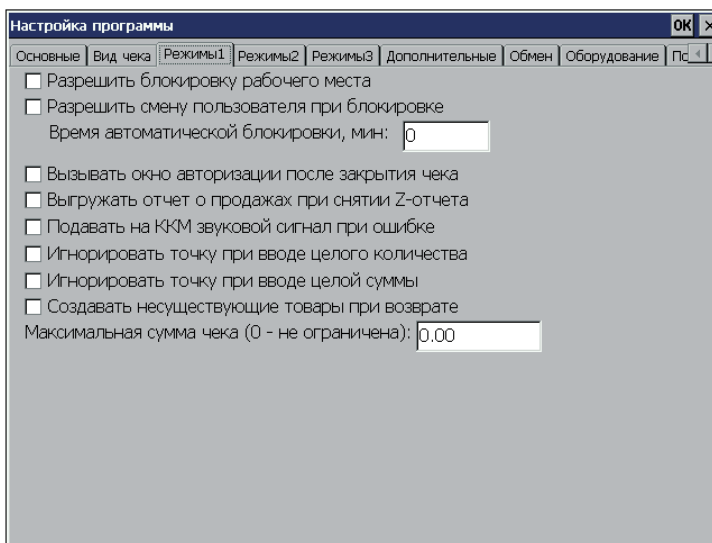 Настройка программы OK ×
Основные Вид чека Режимы1 Режимы2 Режимы3 Дополнительные Обмен Оборудование
Разрешить блокировку рабочего места
Разрешить смену пользователя при блокировке
Время автоматической блокировки, мин: 0
Вызывать окно авторизации после закрытия чека
Выгружать отчет о продажах при снятии Z-отчета
Подавать на ККМ звуковой сигнал при ошибке
Игнорировать точку при вводе целого количества
Игнорировать точку при вводе целой суммы
Создавать несуществующие товары при возврате
Максимальная сумма чека (0 - не ограничена): 0.00